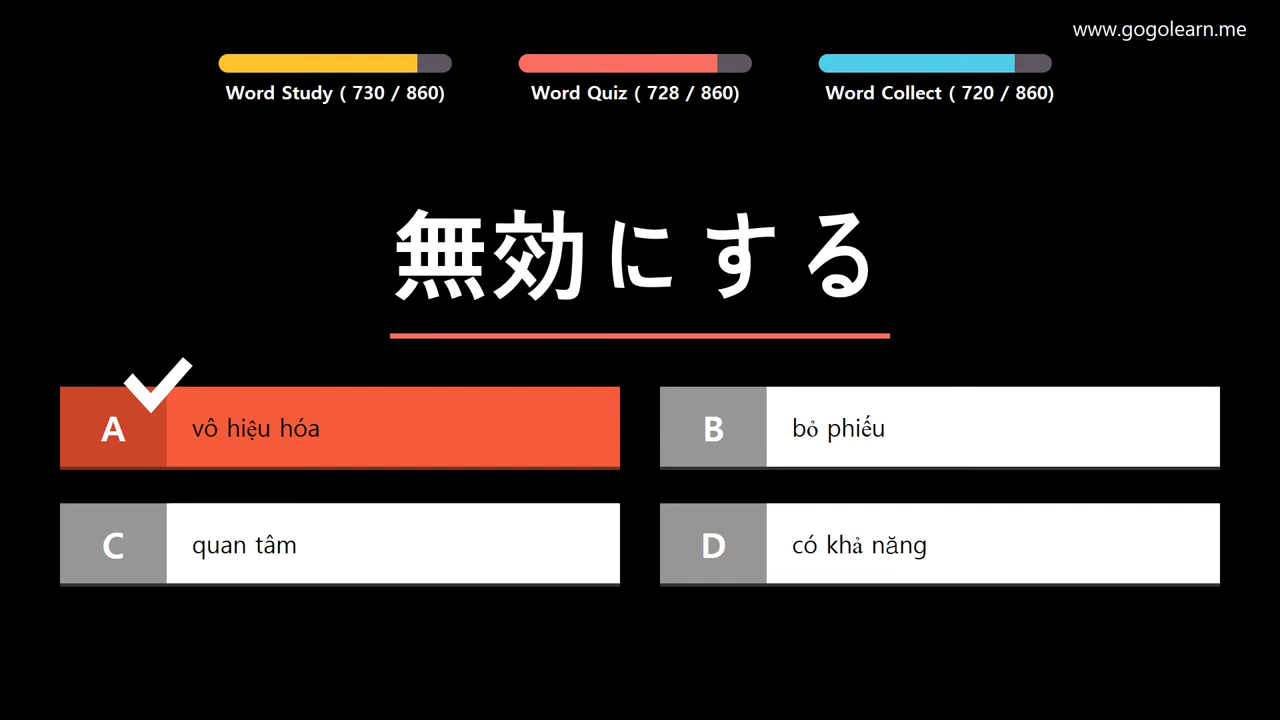 www.gogolearn.me
Word Study ( 730 / 860)
Word Quiz ( 728 / 860)
Word Collect ( 720 / 860)
無効にする
A
vô hiệu hóa
B
bỏ phiếu
C
quan tâm
D
có khả năng